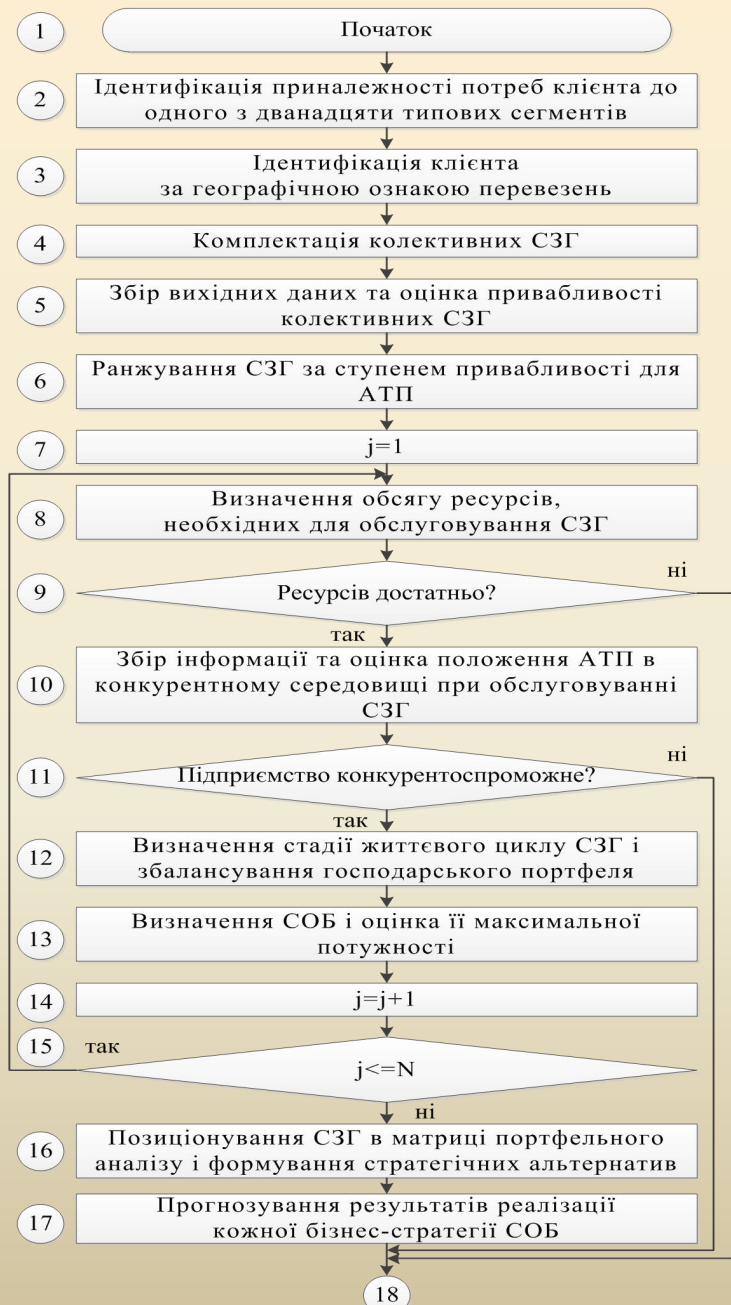 1
Початок
2
Ідентифікація приналежності потреб клієнта до
одного з дванадцяти типових сегментів
3
Ідентифікація клієнта
за географічною ознакою перевезень
4
Комплектація колективних СЗГ
5
Збір вихідних даних та оцінка привабливості
колективних СЗГ
6
Ранжування СЗГ за ступенем привабливості для
АТП
7
j=1
8
Визначення обсягу ресурсів,
необхідних для обслуговування СЗГ
9
Ресурсів достатньо?
ні
так
10
Збір інформації та оцінка положення АТП в
конкурентному середовищі при обслуговуванні
СЗГ
11
Підприємство конкурентоспроможне?
ні
так
12
Визначення стадії життєвого циклу СЗГ і
збалансування господарського портфеля
13
Визначення СОБ і оцінка її максимальної
потужності
14
j=j+1
15
так
j<=N
ні
16
Позиціонування СЗГ в матриці портфельного
аналізу і формування стратегічних альтернатив
17
Прогнозування результатів реалізації
кожної бізнес-стратегії СОБ
18